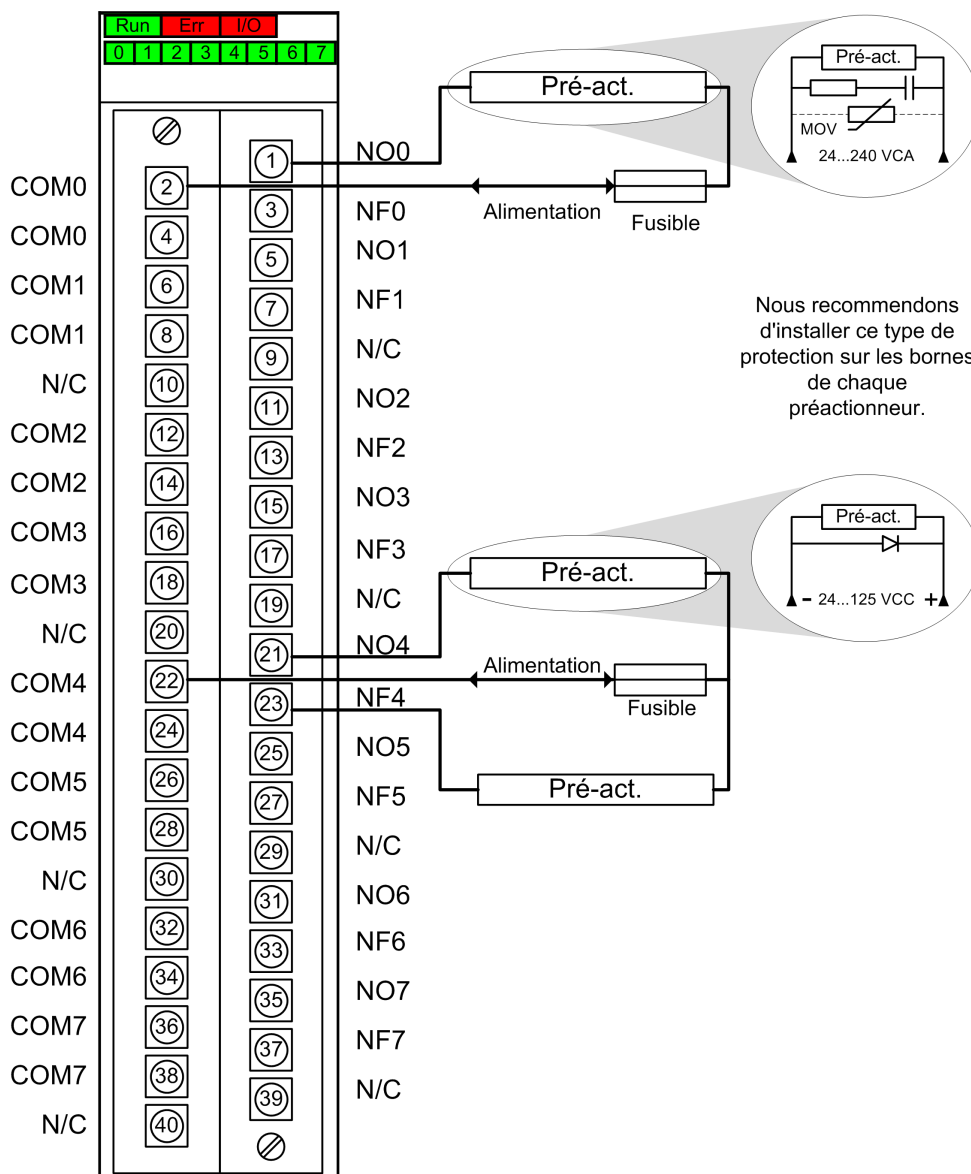 Run Err I/O
0 1 2 3 4 5 6 7
Pré-act.
Pré-act.
MOV
24...240 VCA
1 NO0
COM0 2
Alimentation
Fusible
3 NF0
COM0 4
5 NO1
COM1 6
7 NF1
COM1 8
9 N/C
N/C 10
11 NO2
COM2 12
13 NF2
COM2 14
15 NO3
COM3 16
17 NF3
COM3 18
19 N/C
N/C 20
21 NO4
COM4 22
23 NF4
COM4 24
25 NO5
COM5 26
27 NF5
COM5 28
29 N/C
N/C 30
31 NO6
COM6 32
33 NF6
COM6 34
35 NO7
COM7 36
37 NF7
COM7 38
39 N/C
N/C 40
Nous recommendons
d'installer ce type de
protection sur les bornes
de chaque
préactionneur.
Pré-act.
Pré-act.
- 24...125 VCC +
Alimentation
Fusible
Pré-act.